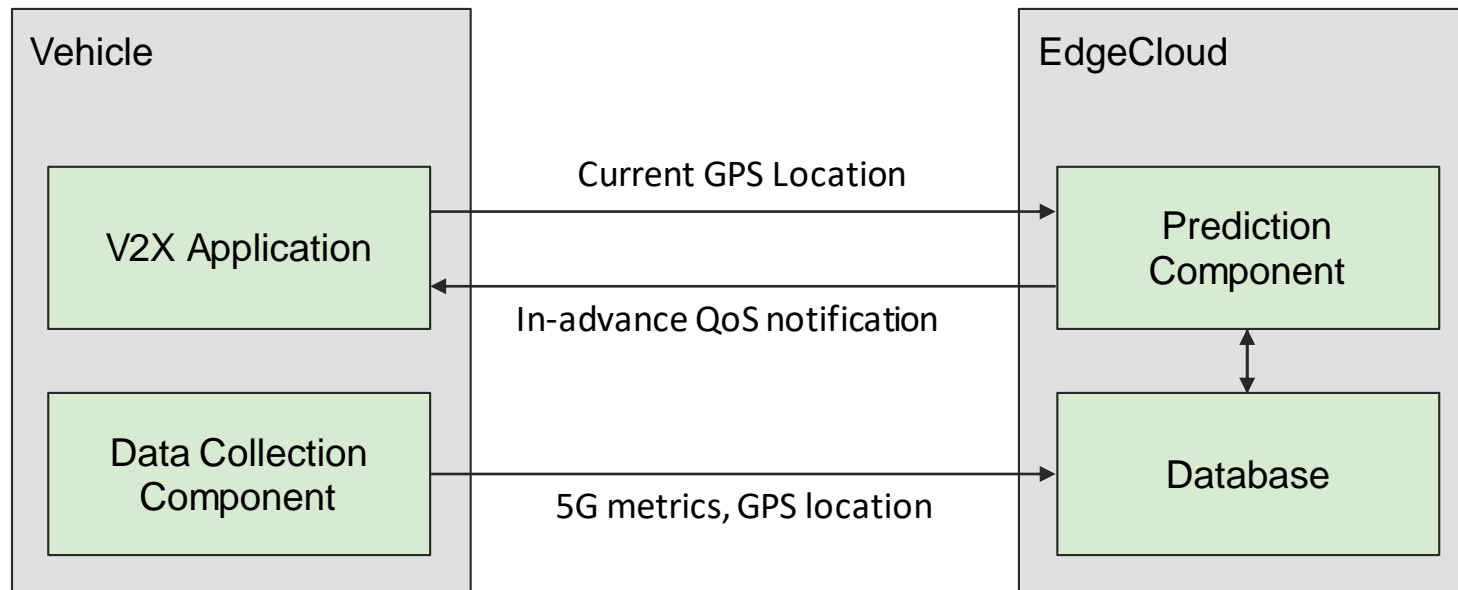 Vehicle
EdgeCloud
Current GPS Location
V2X Application
Prediction
Component
In-advance QoS notification
Data Collection
Component
Database
5G metrics, GPS location